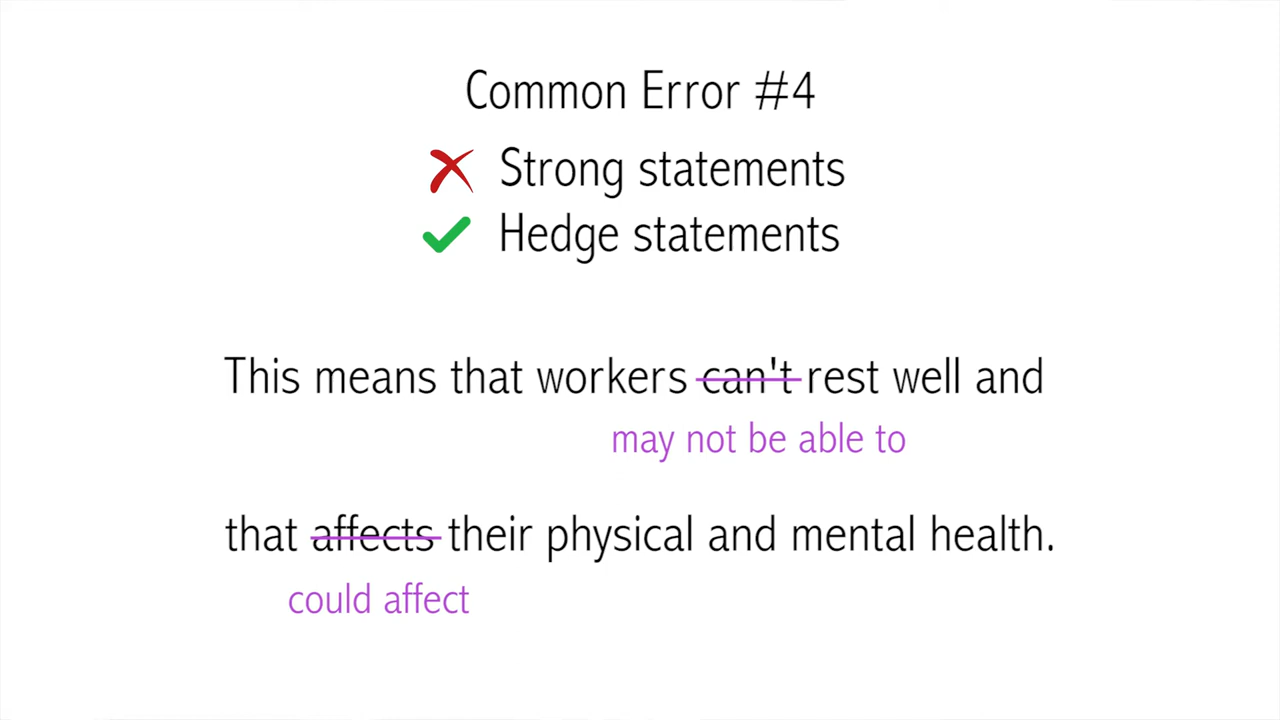 Common Error #4
Strong statements
Hedge statements
This means that workers can't rest well and
may not be able to
that affects their physical and mental health.
could affect